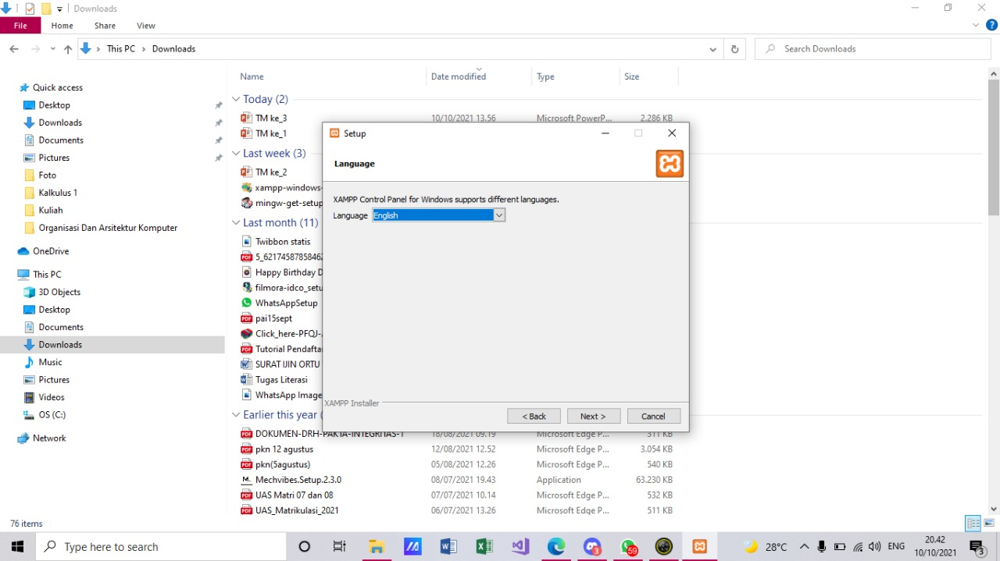 Downloads
File Home Share View
This PC Downloads
Search Downloads
Name Date modified Type Size
Quick access
Desktop
Downloads
Documents
Pictures
Foto
Kalkulus 1
Kuliah
Organisasi Dan Arsitektur Komputer
OneDrive
This PC
3D Objects
Desktop
Documents
Downloads
Music
Pictures
Videos
OS (C:)
Network
Today (2)
TM ke_3 10/10/2021 13.56 Microsoft PowerP... 2.286 KB
TM ke_1
Last week (3)
TM ke_2
xampp-windows-
mingw-get-setup
Last month (11)
Twibbon statis
5_6217458785846
Happy Birthday D
filmora-idco_setu
WhatsAppSetup
pai15sept
Click_here-PFQJ-
Tutorial Pendafta
SURAT IJIN ORTU
Tugas Literasi
WhatsApp Image
Earlier this year
DOKUMEN-DRH-PAKTA-INTEGRITAS-1 18/08/2021 09.19 Microsoft Edge P... 311 KB
pkn 12 agustus 12/08/2021 12.52 Microsoft Edge P... 3.054 KB
pkn(5agustus) 05/08/2021 12.26 Microsoft Edge P... 540 KB
Mechvibes.Setup.2.3.0 08/07/2021 19.43 Application 63.230 KB
UAS Matri 07 dan 08 07/07/2021 10.14 Microsoft Edge P... 532 KB
UAS_Matrikulasi_2021 06/07/2021 13.26 Microsoft Edge P... 511 KB
Setup
Language
XAMPP Control Panel for Windows supports different languages.
Language English
XAMPP Installer
< Back Next > Cancel
76 items
Type here to search
3
59
28°C
ENG
20.42
10/10/2021
3